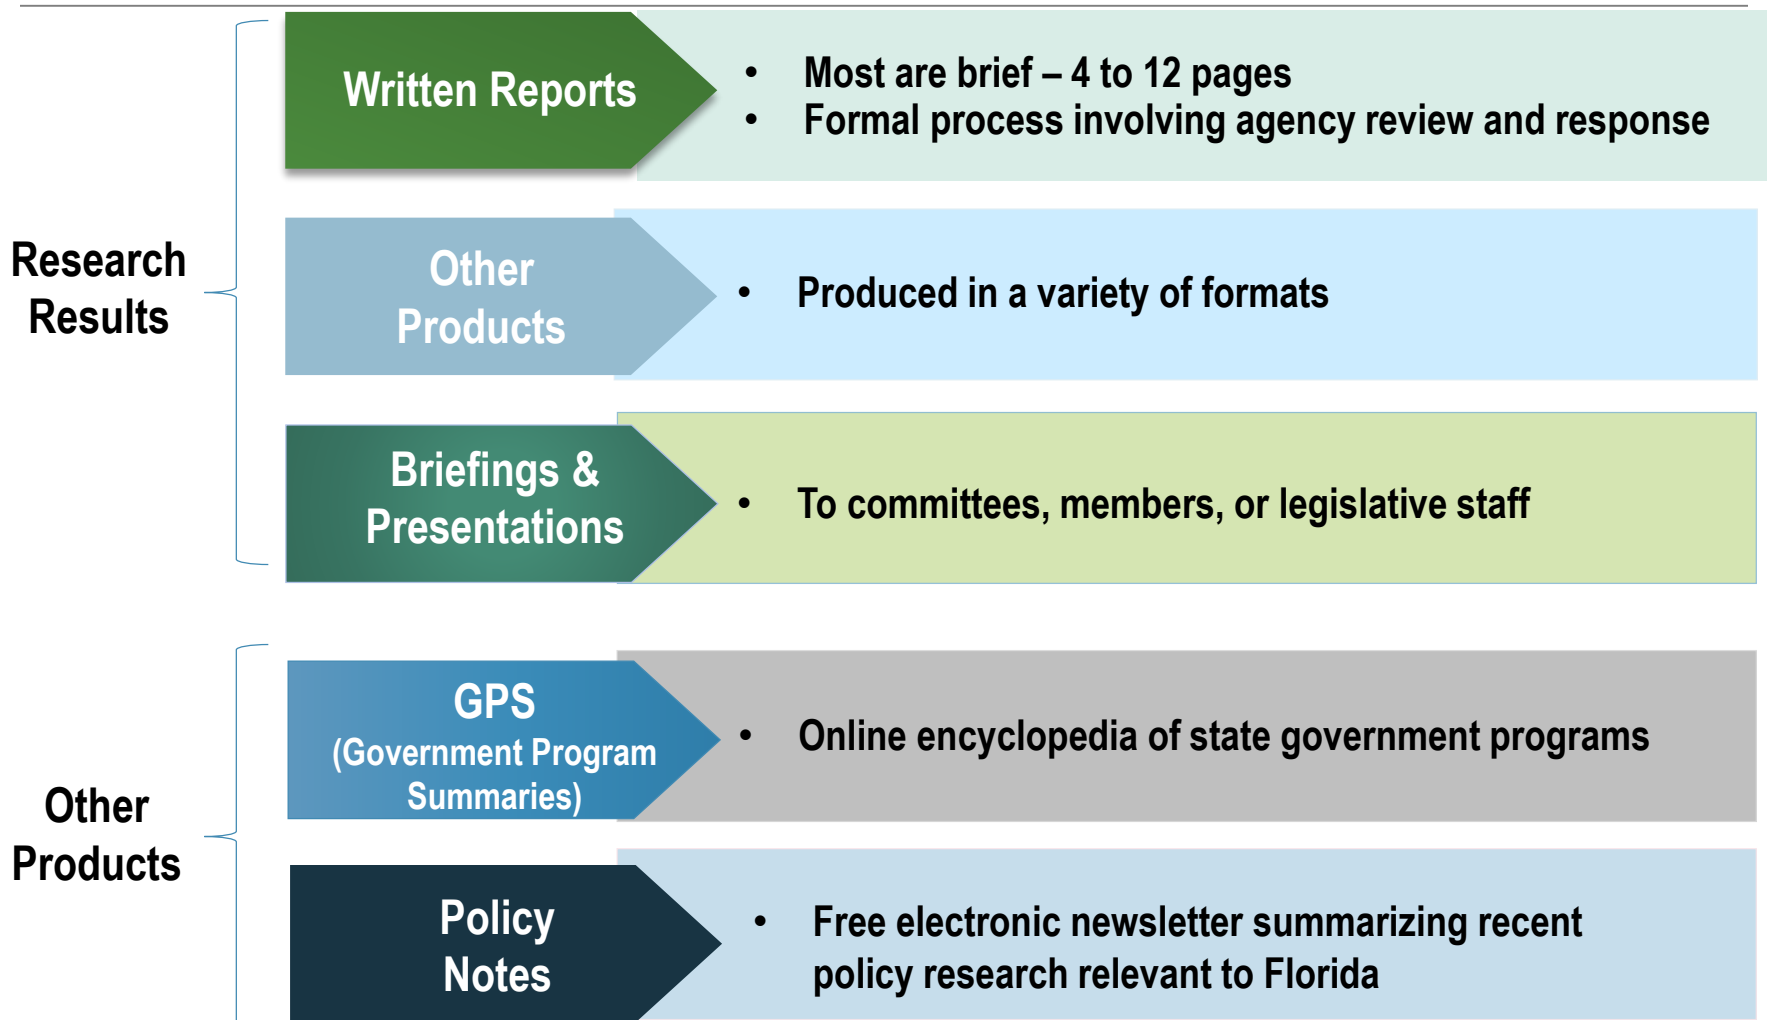 Research
Results
Written Reports
• Most are brief – 4 to 12 pages
• Formal process involving agency review and response
Other
Products
• Produced in a variety of formats
Briefings &
Presentations
• To committees, members, or legislative staff
Other
Products
GPS
(Government Program
Summaries)
• Online encyclopedia of state government programs
Policy
Notes
• Free electronic newsletter summarizing recent
policy research relevant to Florida